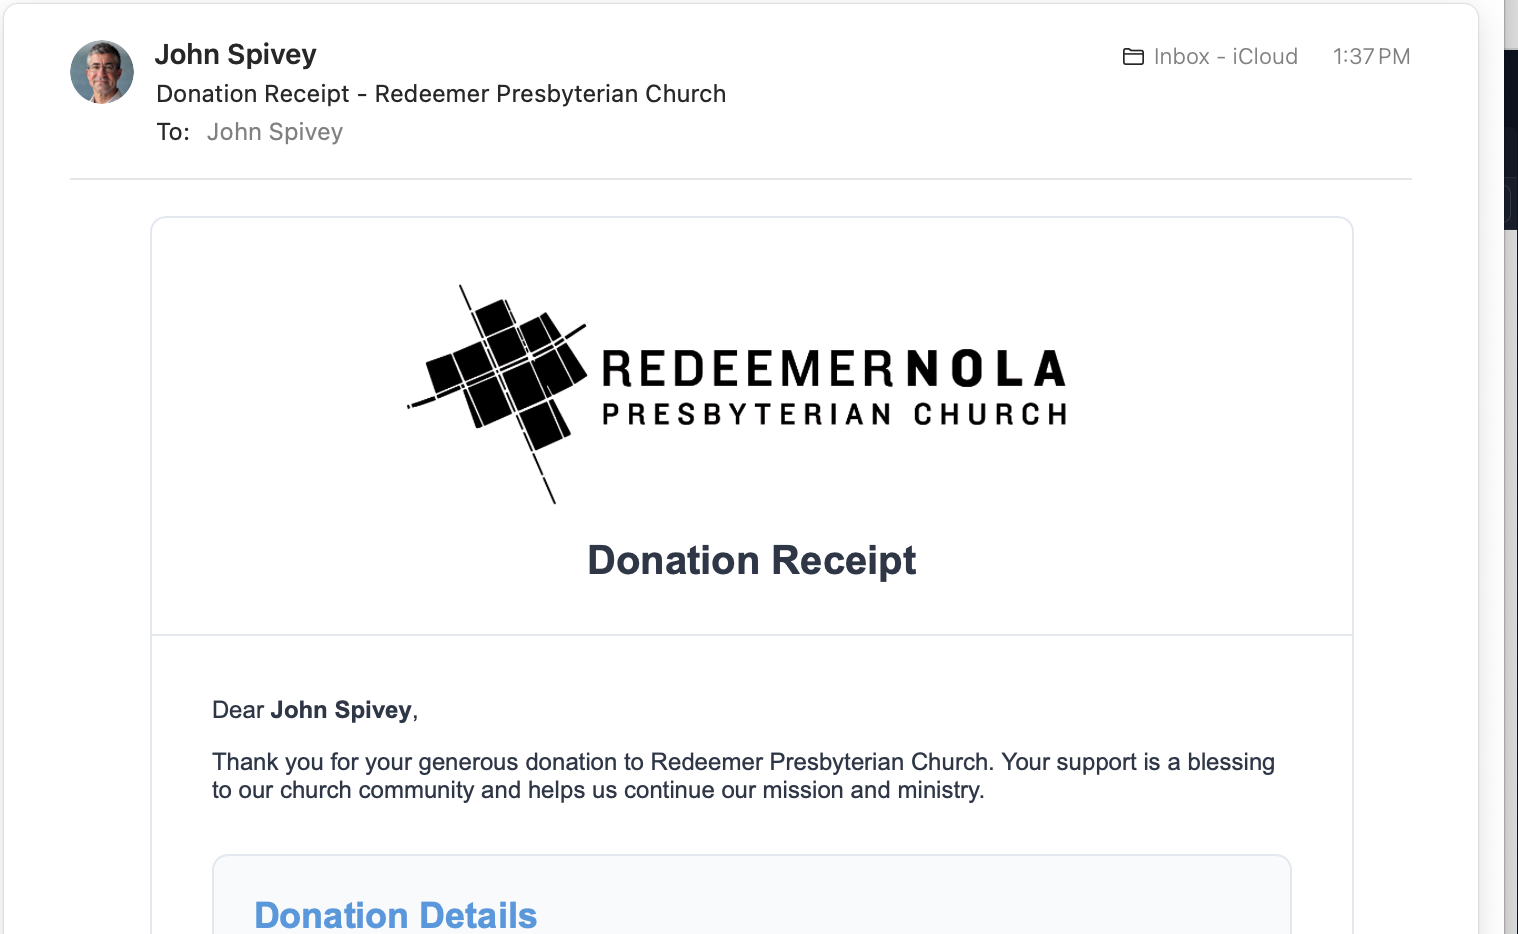 John Spivey
Inbox - iCloud
1:37 PM
Donation Receipt - Redeemer Presbyterian Church
To: John Spivey
REDEEMERNOLA
PRESBYTERIAN CHURCH
Donation Receipt
Dear John Spivey,
Thank you for your generous donation to Redeemer Presbyterian Church. Your support is a blessing
to our church community and helps us continue our mission and ministry.
Donation Details